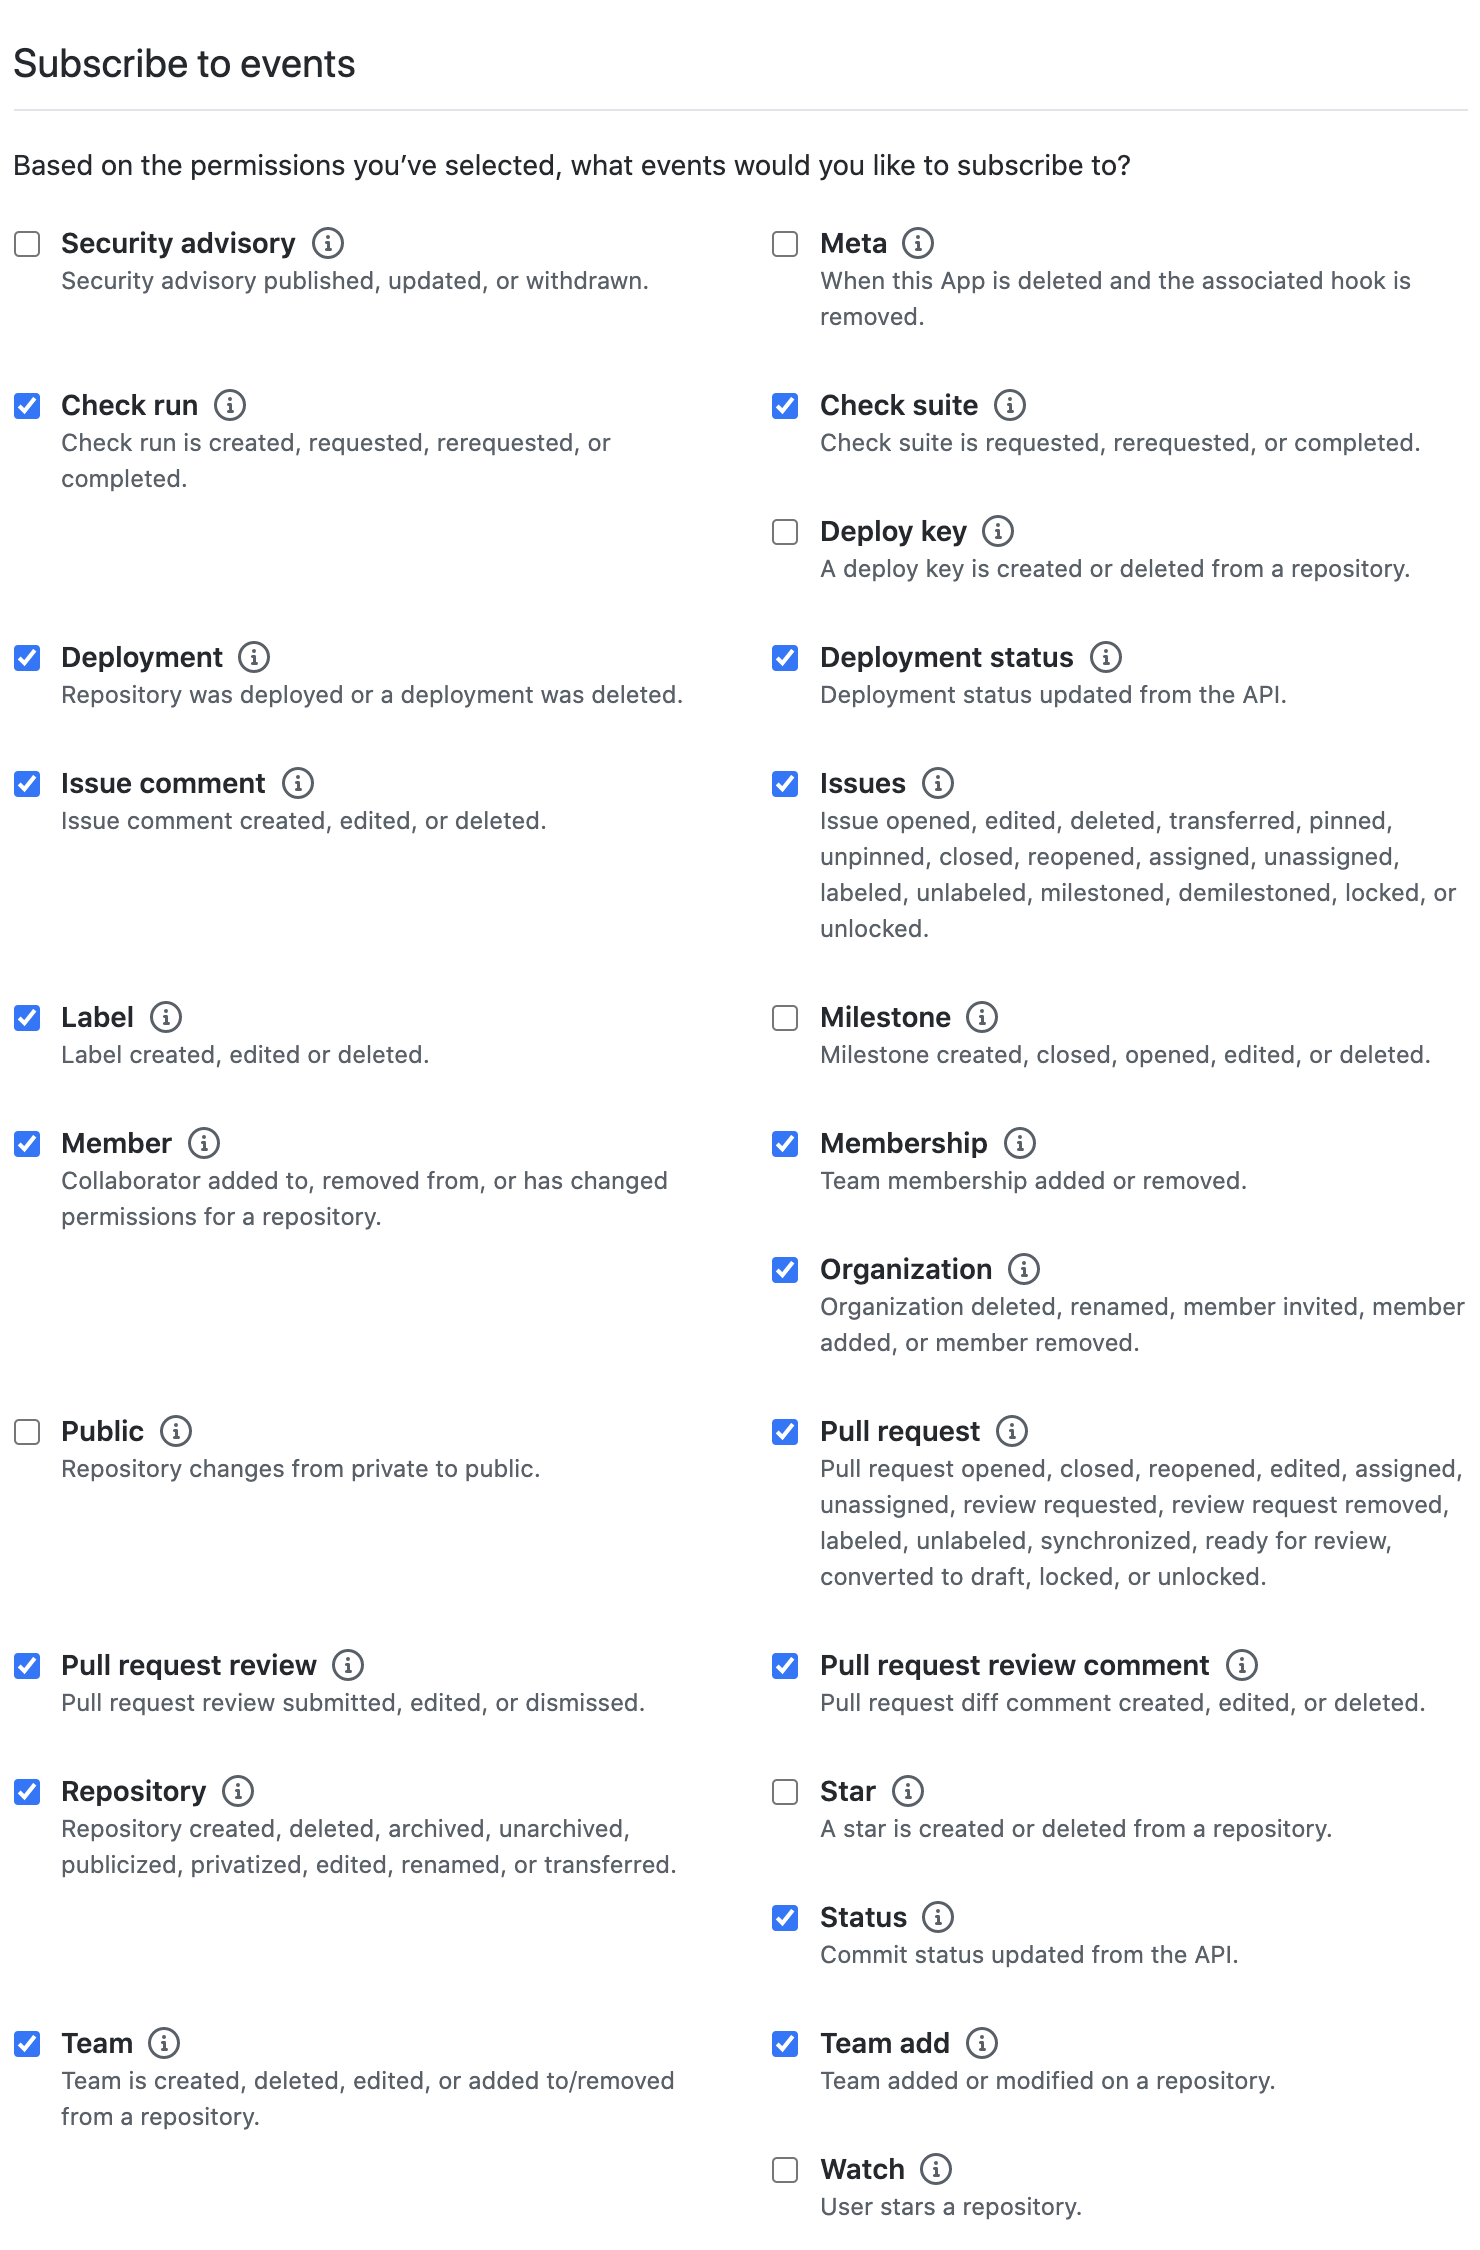 Subscribe to events
Based on the permissions you’ve selected, what events would you like to subscribe to?
Security advisory
Security advisory published, updated, or withdrawn.
Meta
When this App is deleted and the associated hook is
removed.
Check run
Check run is created, requested, rerequested, or
completed.
Check suite
Check suite is requested, rerequested, or completed.
Deploy key
A deploy key is created or deleted from a repository.
Deployment
Repository was deployed or a deployment was deleted.
Deployment status
Deployment status updated from the API.
Issue comment
Issue comment created, edited, or deleted.
Issues
Issue opened, edited, deleted, transferred, pinned,
unpinned, closed, reopened, assigned, unassigned,
labeled, unlabeled, milestoned, demilestoned, locked, or
unlocked.
Label
Label created, edited or deleted.
Milestone
Milestone created, closed, opened, edited, or deleted.
Member
Collaborator added to, removed from, or has changed
permissions for a repository.
Membership
Team membership added or removed.
Organization
Organization deleted, renamed, member invited, member
added, or member removed.
Public
Repository changes from private to public.
Pull request
Pull request opened, closed, reopened, edited, assigned,
unassigned, review requested, review request removed,
labeled, unlabeled, synchronized, ready for review,
converted to draft, locked, or unlocked.
Pull request review
Pull request review submitted, edited, or dismissed.
Pull request review comment
Pull request diff comment created, edited, or deleted.
Repository
Repository created, deleted, archived, unarchived,
publicized, privatized, edited, renamed, or transferred.
Star
A star is created or deleted from a repository.
Status
Commit status updated from the API.
Team
Team is created, deleted, edited, or added to/removed
from a repository.
Team add
Team added or modified on a repository.
Watch
User stars a repository.